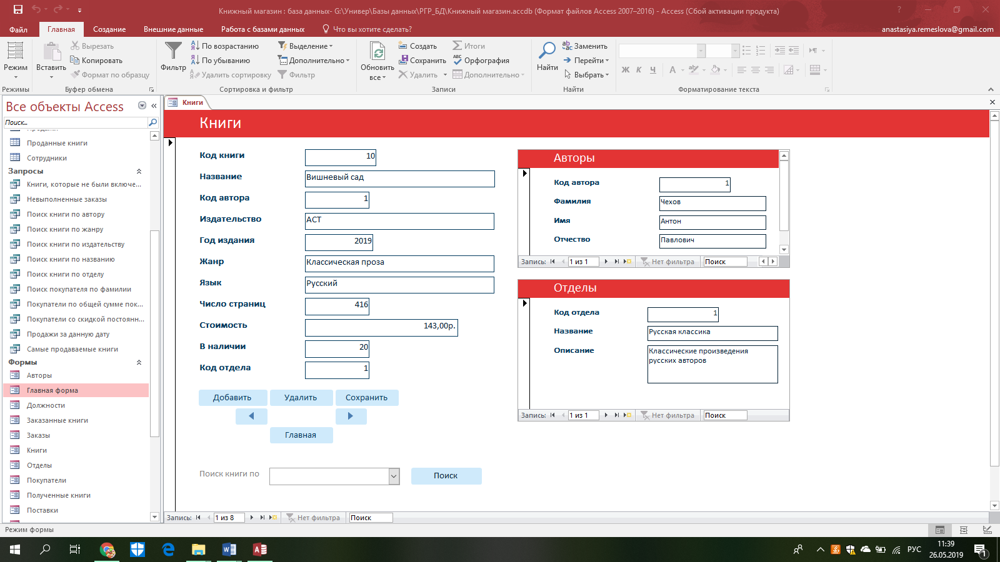 Книжный магазин : база данных- G:\Универ\Базы данных\РГР_БД\Книжный магазин.accdb (Формат файлов Access 2007–2016) - Access (Сбой активации продукта)
Файл
Главная
Создание
Внешние данные
Работа с базами данных
Что вы хотите сделать?
anastasiya.remeslova@gmail.com
Режим
Режимы
Вставить
Вырезать
Копировать
Формат по образцу
Буфер обмена
Фильтр
По возрастанию
По убыванию
Удалить сортировку
Выделение
Дополнительно
Фильтр
Сортировка и фильтр
Обновить
все
Создать
Сохранить
Удалить
Итоги
Орфография
Дополнительно
Записи
Найти
Заменить
Перейти
Выбрать
Найти
Ж К Ч
Форматирование текста
Все объекты Access
Поиск...
Проданные книги
Сотрудники
Запросы
Книги, которые не были включе...
Невыполненные заказы
Поиск книги по автору
Поиск книги по жанру
Поиск книги по издательству
Поиск книги по названию
Поиск книги по отделу
Поиск покупателя по фамилии
Покупатели по общей сумме пок...
Покупатели со скидкой постоянн...
Продажи за данную дату
Самые продаваемые книги
Формы
Авторы
Главная форма
Должности
Заказанные книги
Заказы
Книги
Отделы
Покупатели
Полученные книги
Поставки
Книги
Книги
Код книги 10
Название Вишневый сад
Код автора 1
Издательство АСТ
Год издания 2019
Жанр Классическая проза
Язык Русский
Число страниц 416
Стоимость 143,00р.
В наличии 20
Код отдела 1
Добавить Удалить Сохранить
Главная
Поиск книги по
Поиск
Авторы
Код автора 1
Фамилия Чехов
Имя Антон
Отчество Павлович
Запись: 1 из 1 Нет фильтра Поиск
Отделы
Код отдела 1
Название Русская классика
Описание Классические произведения
русских авторов
Запись: 1 из 1 Нет фильтра Поиск
Запись: 1 из 8 Нет фильтра Поиск
Режим формы
РУС
11:39
26.05.2019
1